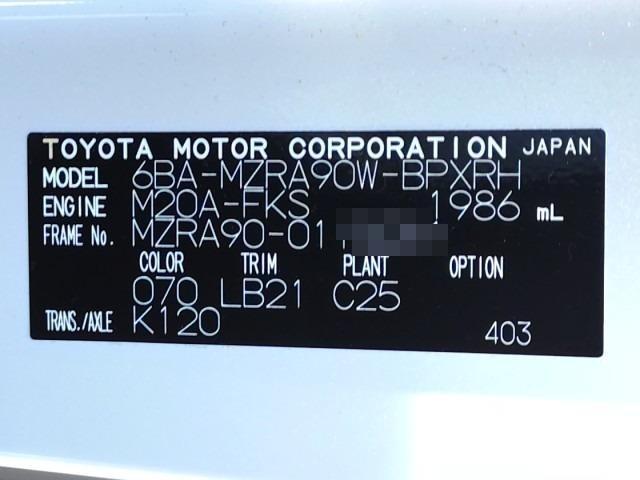 TOYOTA MOTOR CORPORATION JAPAN
MODEL 6BA-MZRA90W-BPXRH
ENGINE M20A-FKS 1986 mL
FRAME No. MZRA90-01
COLOR TRIM PLANT OPTION
070 LB21 C25
TRANS./AXLE K120 403